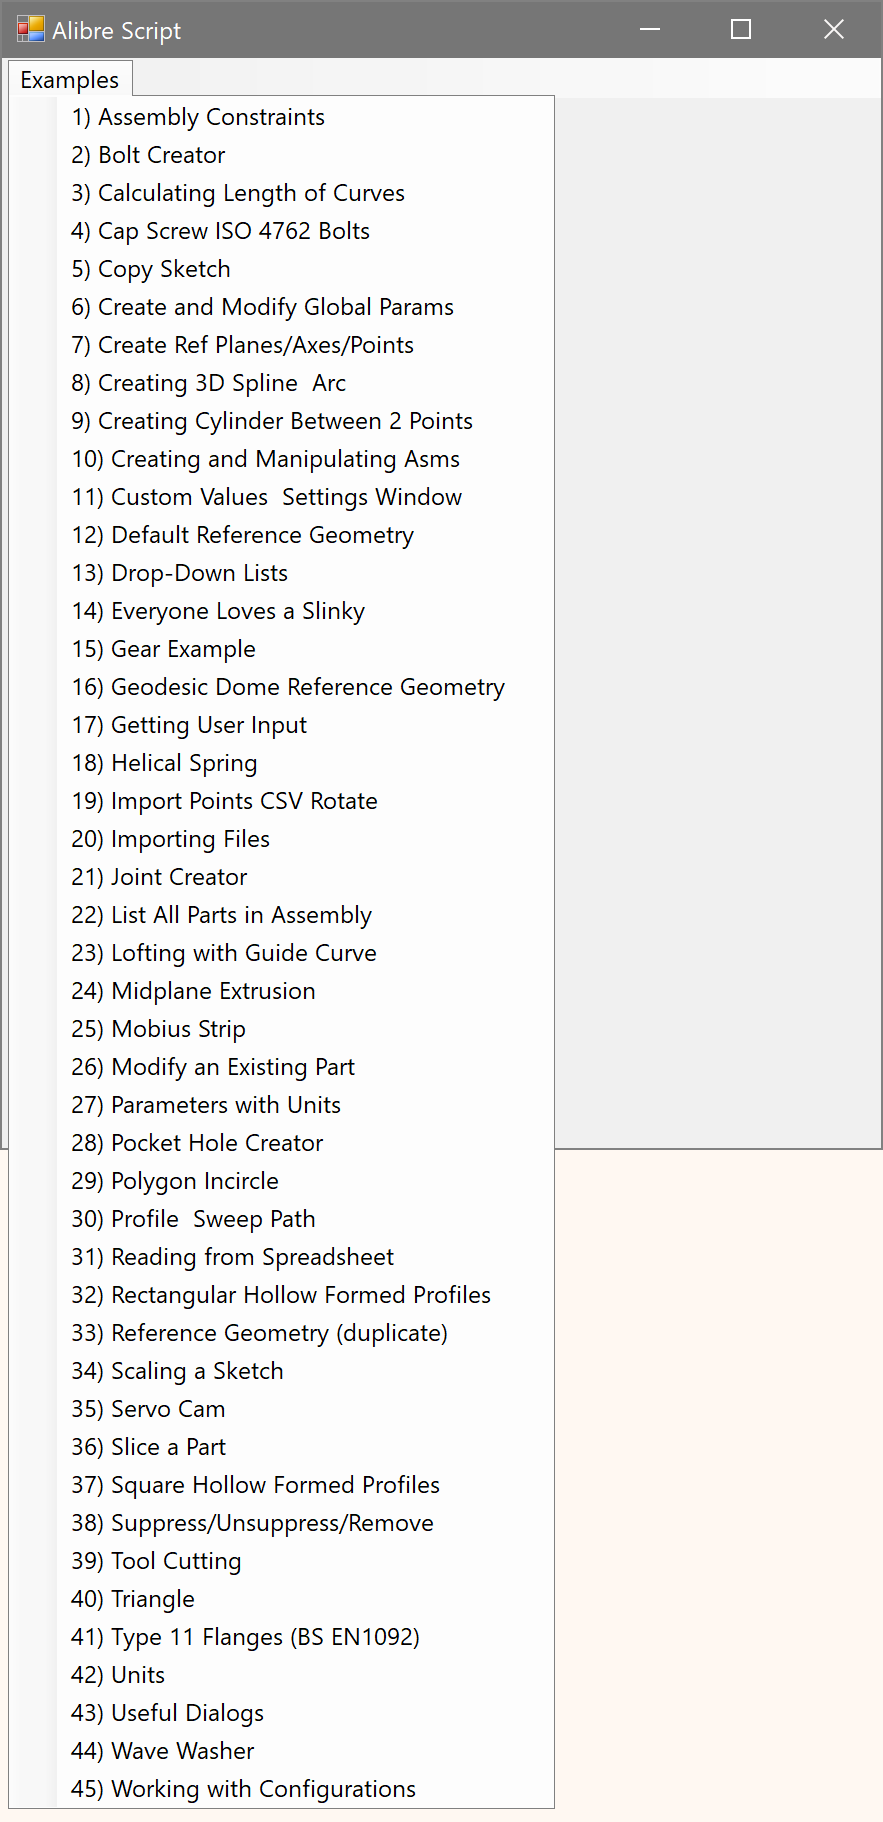 Alibre Script
Examples
1) Assembly Constraints
2) Bolt Creator
3) Calculating Length of Curves
4) Cap Screw ISO 4762 Bolts
5) Copy Sketch
6) Create and Modify Global Params
7) Create Ref Planes/Axes/Points
8) Creating 3D Spline  Arc
9) Creating Cylinder Between 2 Points
10) Creating and Manipulating Asms
11) Custom Values  Settings Window
12) Default Reference Geometry
13) Drop-Down Lists
14) Everyone Loves a Slinky
15) Gear Example
16) Geodesic Dome Reference Geometry
17) Getting User Input
18) Helical Spring
19) Import Points CSV Rotate
20) Importing Files
21) Joint Creator
22) List All Parts in Assembly
23) Lofting with Guide Curve
24) Midplane Extrusion
25) Mobius Strip
26) Modify an Existing Part
27) Parameters with Units
28) Pocket Hole Creator
29) Polygon Incircle
30) Profile  Sweep Path
31) Reading from Spreadsheet
32) Rectangular Hollow Formed Profiles
33) Reference Geometry (duplicate)
34) Scaling a Sketch
35) Servo Cam
36) Slice a Part
37) Square Hollow Formed Profiles
38) Suppress/Unsuppress/Remove
39) Tool Cutting
40) Triangle
41) Type 11 Flanges (BS EN1092)
42) Units
43) Useful Dialogs
44) Wave Washer
45) Working with Configurations